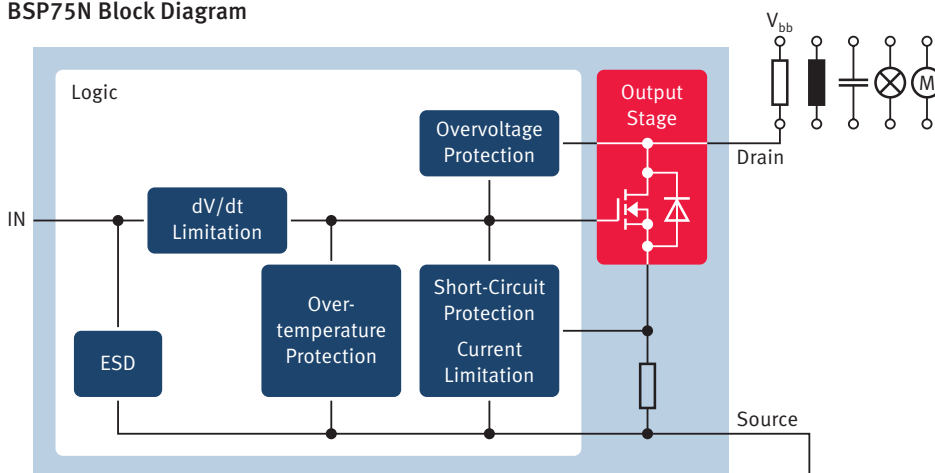 BSP75N Block Diagram
V_bb
Logic
Output
Stage
M
Overvoltage
Protection
Drain
IN
dV/dt
Limitation
Over-
temperature
Protection
Short-Circuit
Protection
Current
Limitation
ESD
Source